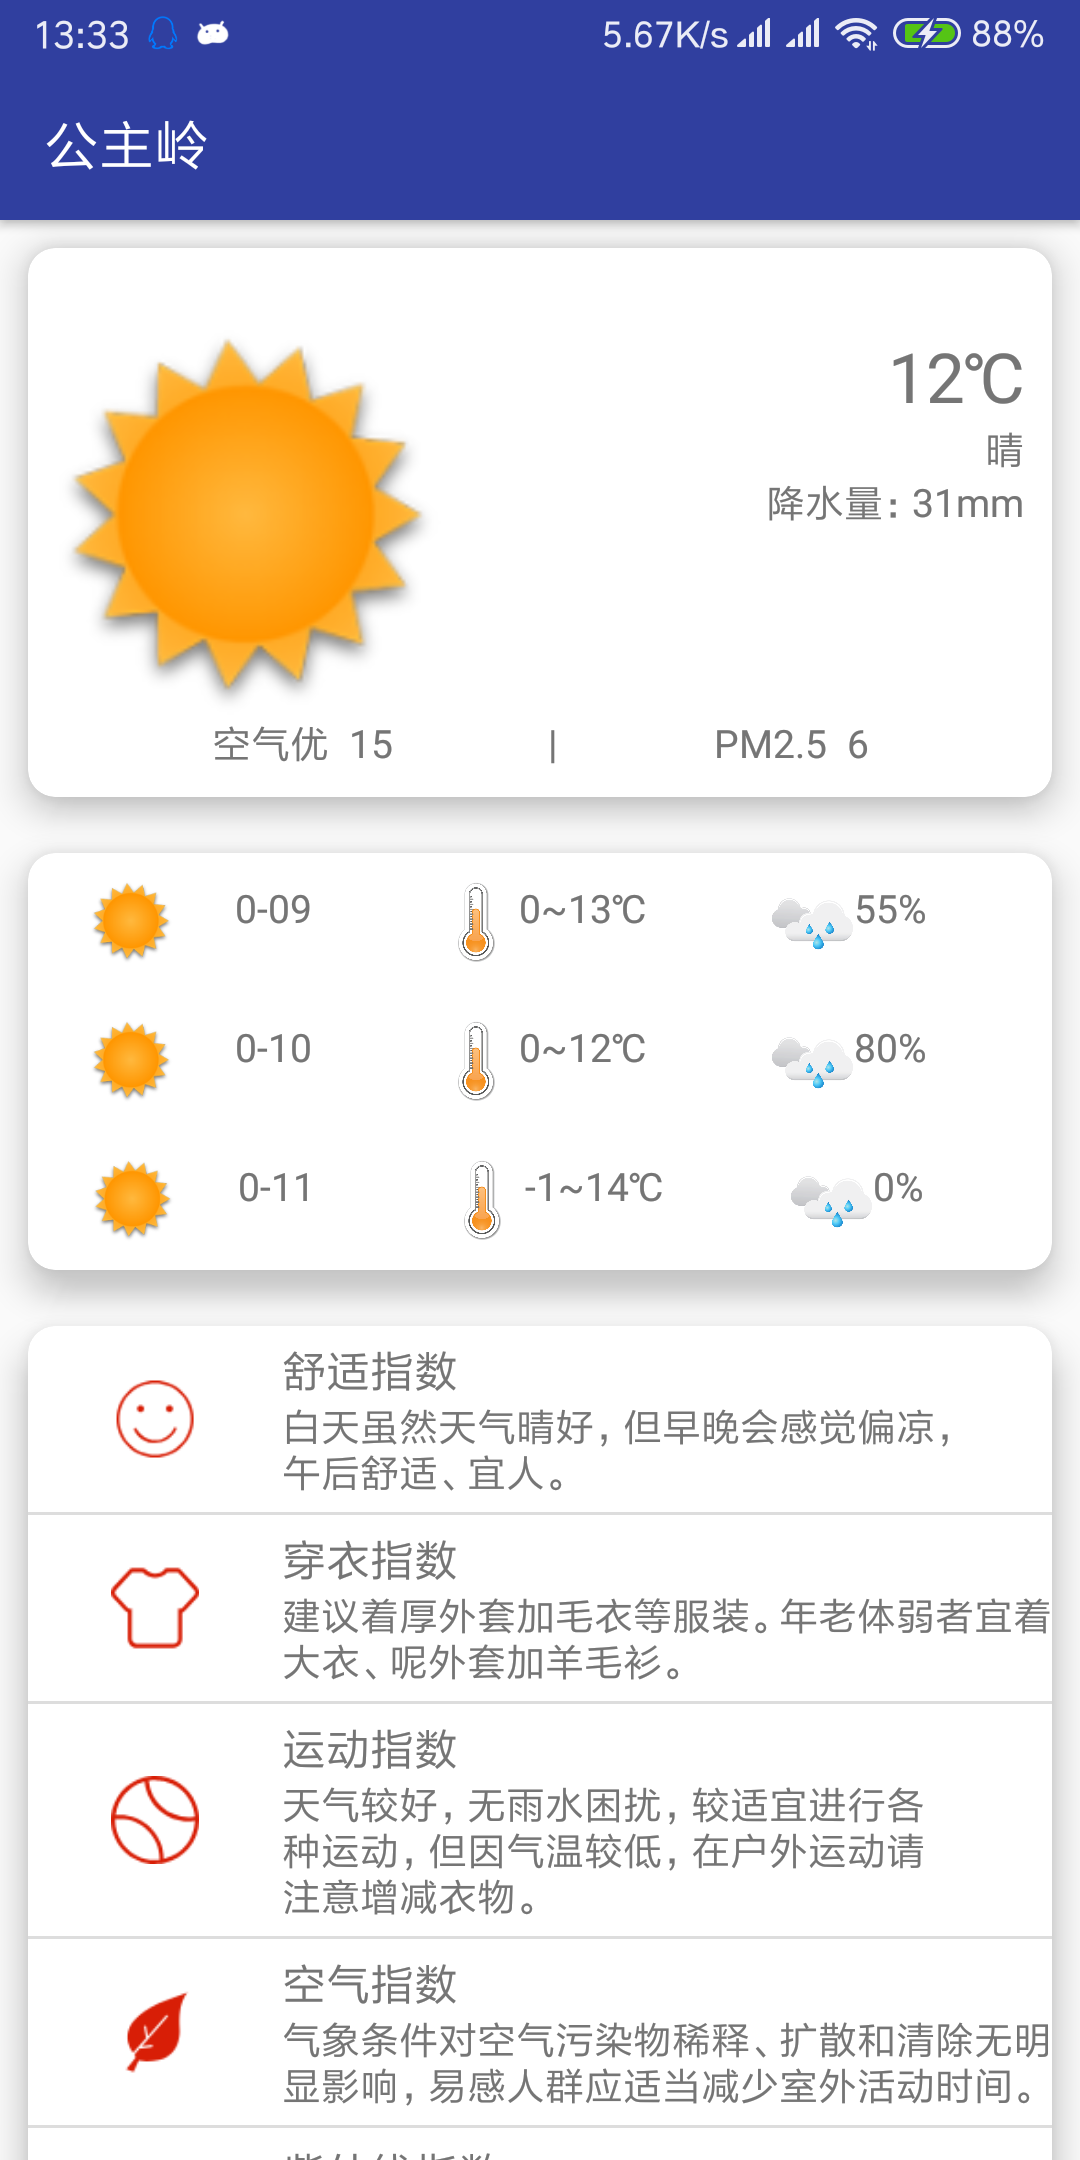 13:33 5.67K/s 88%
公主岭
12℃
晴
降水量: 31mm
空气优 15 | PM2.5 6
0-09 0~13℃ 55%
0-10 0~12℃ 80%
0-11 -1~14℃ 0%
舒适指数
白天虽然天气晴好，但早晚会感觉偏凉，
午后舒适、宜人。
穿衣指数
建议着厚外套加毛衣等服装。年老体弱者宜着
大衣、呢外套加羊毛衫。
运动指数
天气较好，无雨水困扰，较适宜进行各
种运动，但因气温较低，在户外运动请
注意增减衣物。
空气指数
气象条件对空气污染物稀释、扩散和清除无明
显影响，易感人群应适当减少室外活动时间。